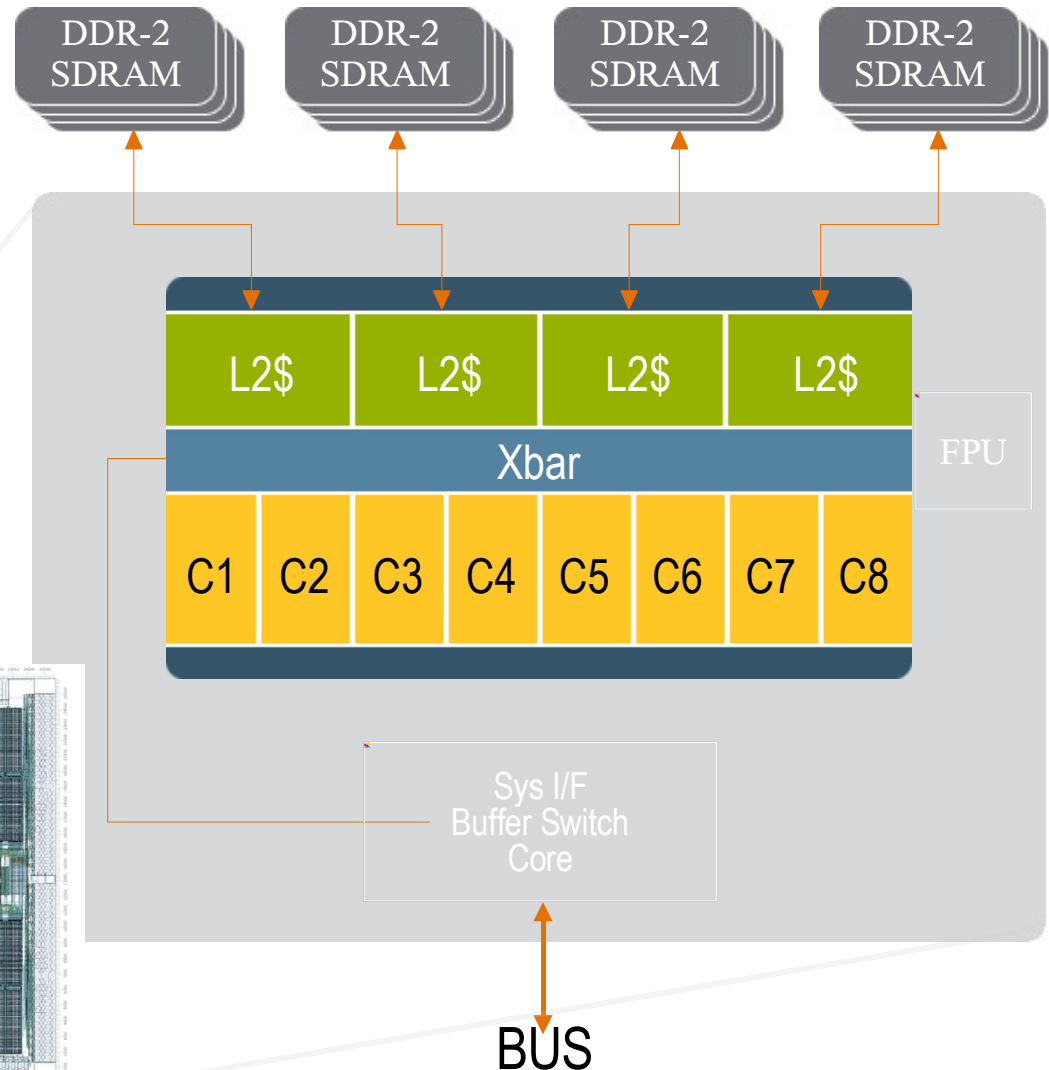 DDR-2
SDRAM
DDR-2
SDRAM
DDR-2
SDRAM
DDR-2
SDRAM
L2$ L2$ L2$ L2$
Xbar
FPU
C1 C2 C3 C4 C5 C6 C7 C8
Sys I/F
Buffer Switch
Core
BUS